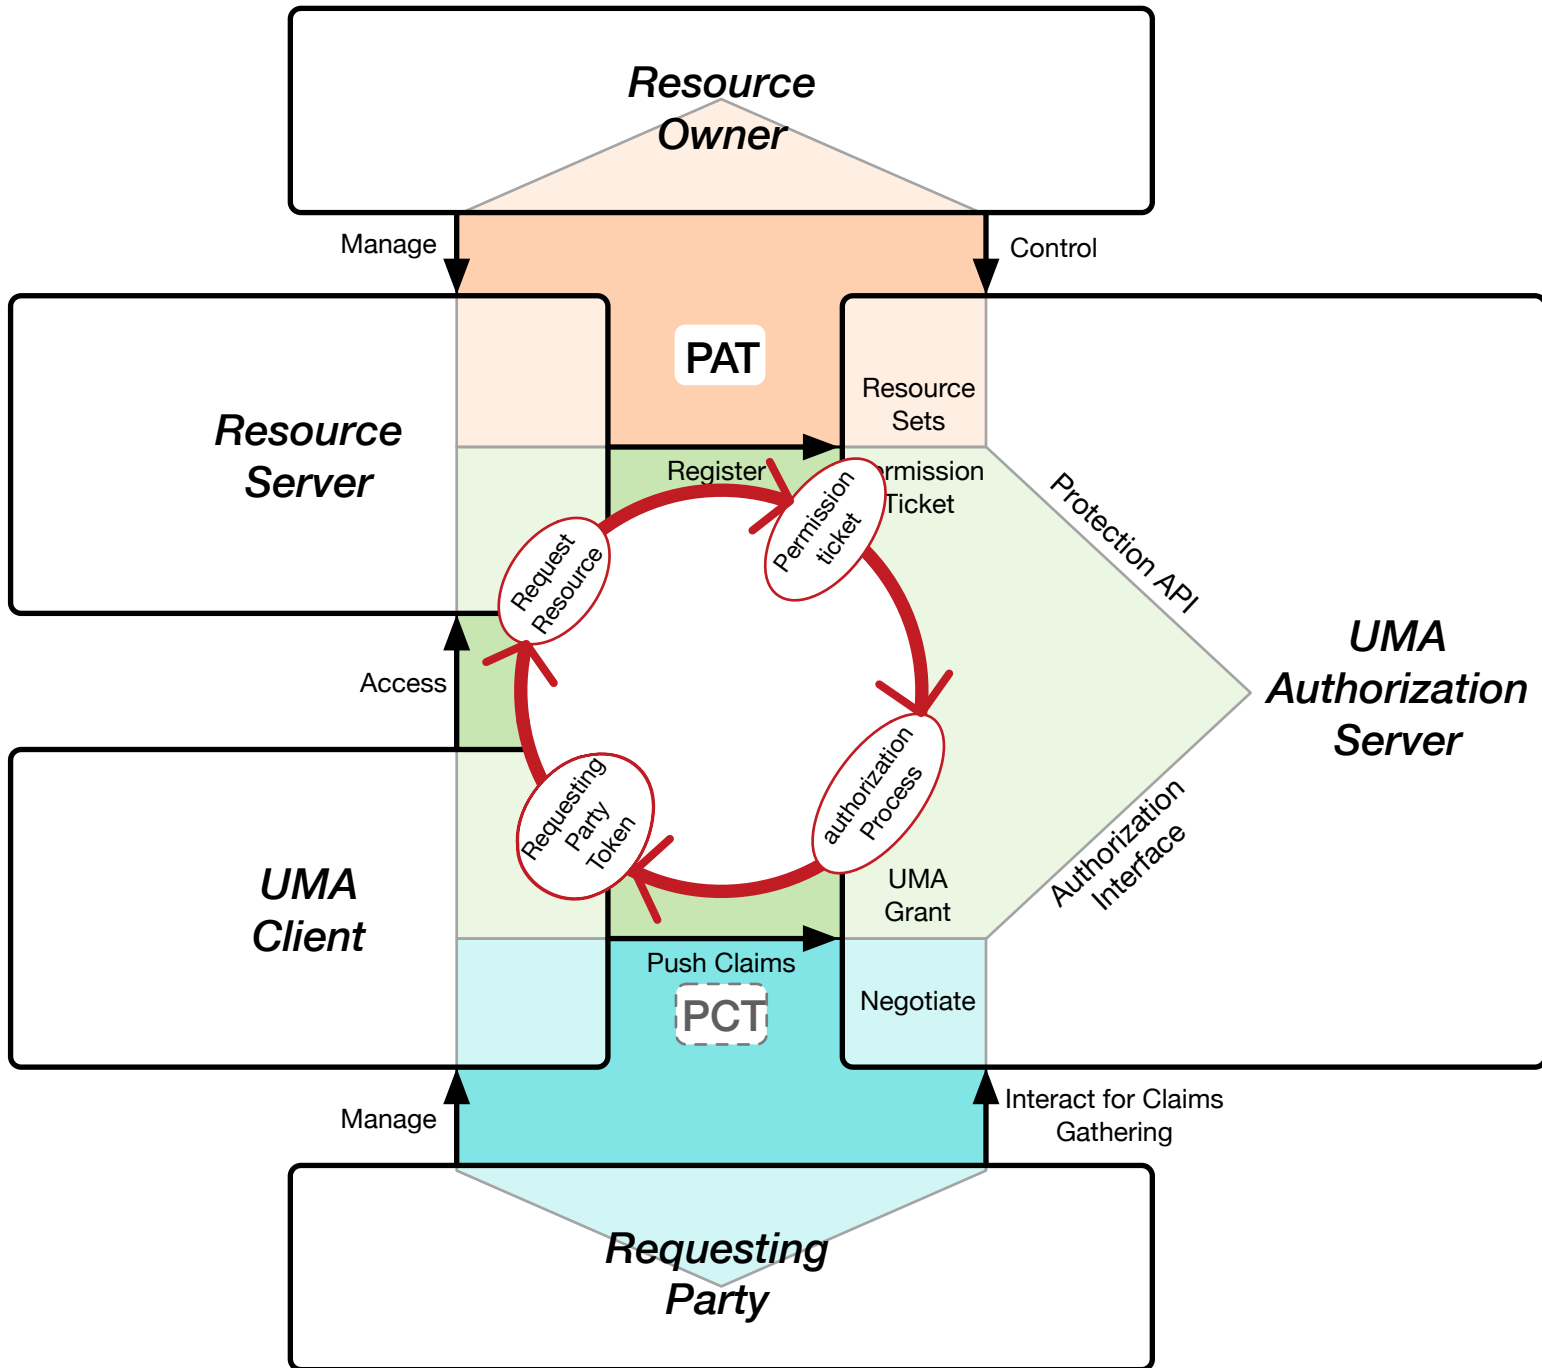 Resource
Owner
Manage
Control
PAT
Resource
Sets
Resource
Server
Register
Ticket
Permission
ticket
Request
Resource
Protection API
UMA
Authorization
Server
Access
authorization
Process
Requesting
Party
Token
UMA
Client
UMA
Grant
Authorization
Interface
Push Claims
PCT
Negotiate
Manage
Interact for Claims
Gathering
Requesting
Party